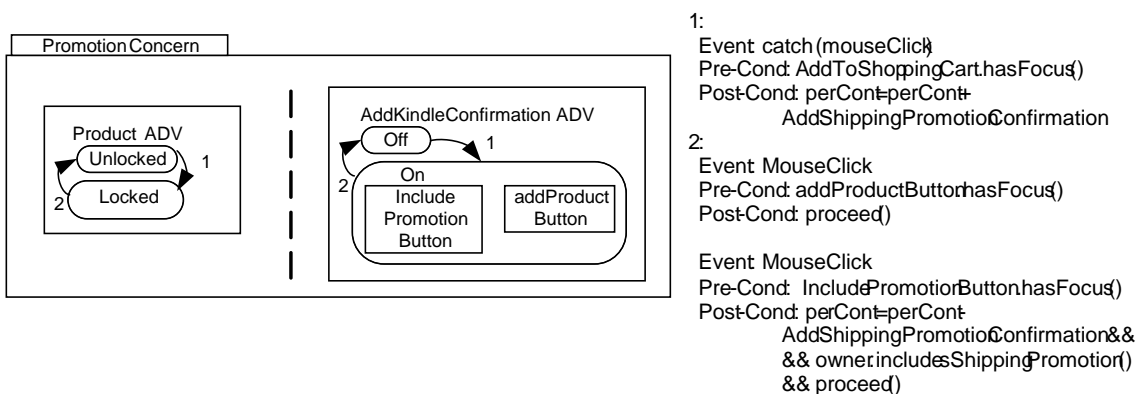 Promotion Concern
Product ADV
Unlocked
1
2
Locked
AddKindleConfirmation ADV
Off
1
2
On
Include
Promotion
Button
addProduct
Button
1:
Event: catch (mouseClick)
Pre-Cond: AddToShoppingCart.hasFocus()
Post-Cond: perCont=perCont+
AddShippingPromotionConfirmation
2:
Event: MouseClick
Pre-Cond: addProductButton.hasFocus()
Post-Cond: proceed()
Event: MouseClick
Pre-Cond: IncludePromotionButton.hasFocus()
Post-Cond: perCont=perCont-
AddShippingPromotionConfirmation&&
&& owner.includesShippingPromotion()
&& proceed()